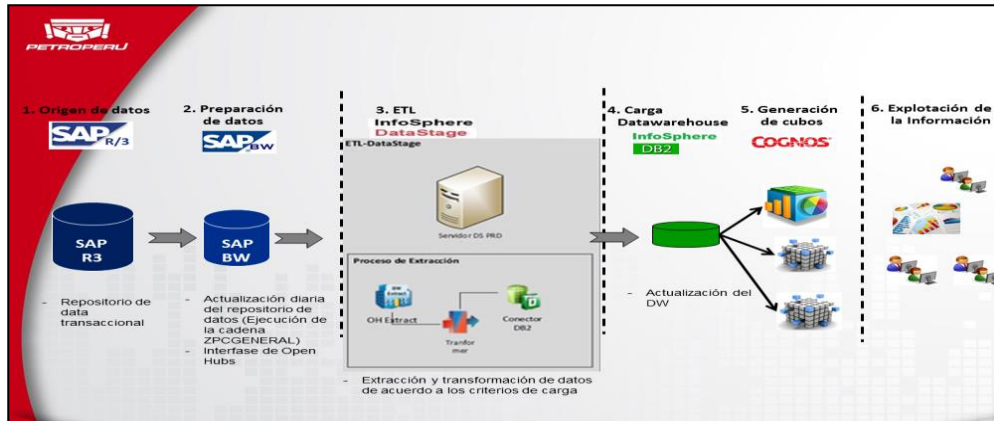 PETROPERÚ
1. Origen de datos
SAP R/3
SAP
R3
- Repositorio de
data
transaccional
2. Preparación
de datos
SAP BW
SAP
BW
- Actualización diaria
del repositorio de
datos (Ejecución de
la cadena
ZPCGENERAL)
- Interfase de Open
Hubs
3. ETL
InfoSphere
DataStage
ETL-DataStage
Servidor DS PRD
Proceso de Extracción
DW
Extract
OH Extract
Tranfor
mer
Conector
DB2
- Extracción y transformación de datos
de acuerdo a los criterios de carga
4. Carga
Datawarehouse
InfoSphere
DB2
- Actualización del
DW
5. Generación
de cubos
COGNOS
6. Explotación de
la Información